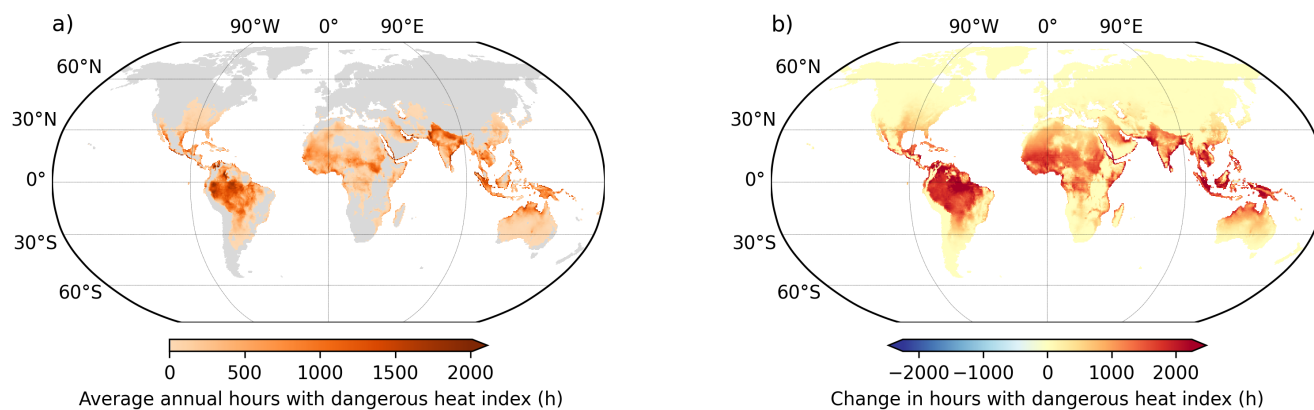 a)
90°W 0° 90°E
60°N
30°N
0°
30°S
60°S
0 500 1000 1500 2000
Average annual hours with dangerous heat index (h)
b)
90°W 0° 90°E
60°N
30°N
0°
30°S
60°S
−2000 −1000 0 1000 2000
Change in hours with dangerous heat index (h)